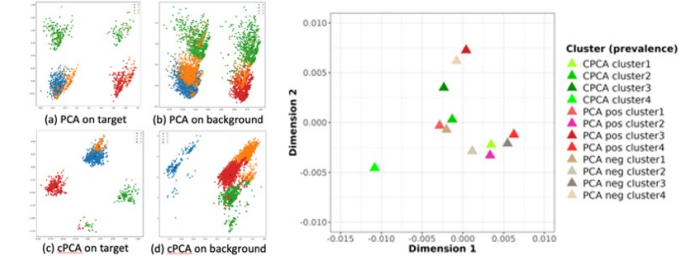 (a) PCA on target
(b) PCA on background
(c) cPCA on target
(d) cPCA on background
0.010
0.005
0.000
-0.005
-0.010
Dimension 2
-0.015
-0.010
-0.005
0.000
0.005
0.010
Dimension 1
Cluster (prevalence)
CPCA cluster1
CPCA cluster2
CPCA cluster3
CPCA cluster4
PCA pos cluster1
PCA pos cluster2
PCA pos cluster3
PCA pos cluster4
PCA neg cluster1
PCA neg cluster2
PCA neg cluster3
PCA neg cluster4